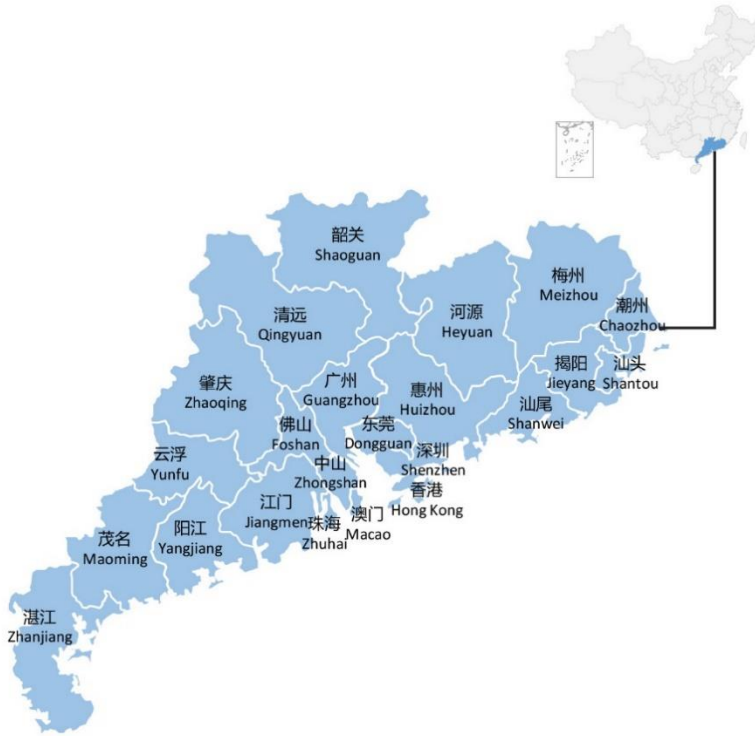 韶关
Shaoguan
梅州
Meizhou
清远
Qingyuan
河源
Heyuan
潮州
Chaozhou
肇庆
Zhaoqing
广州
Guangzhou
惠州
Huizhou
揭阳
Jieyang
汕头
Shantou
佛山
Foshan
东莞
Dongguan
汕尾
Shanwei
云浮
Yunfu
中山
Zhongshan
深圳
Shenzhen
香港
Hong Kong
江门
Jiangmen
珠海
Zhuhai
澳门
Macao
茂名
Maoming
阳江
Yangjiang
湛江
Zhanjiang